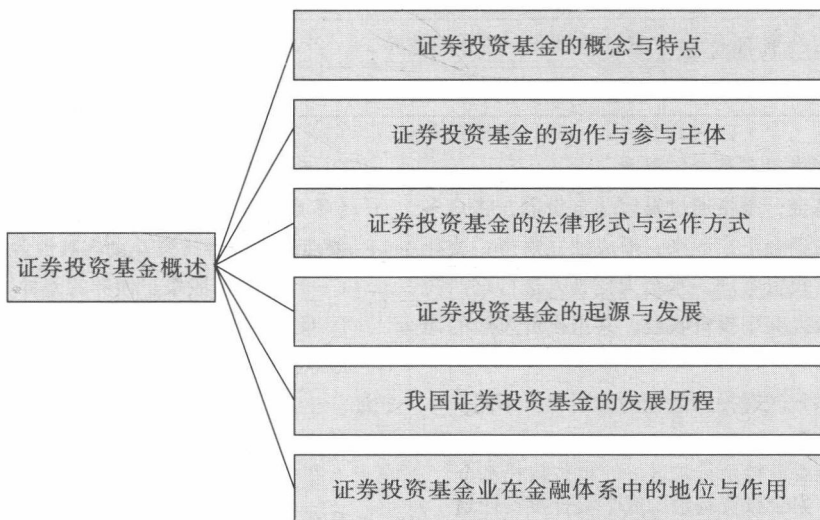 证券投资基金概述
证券投资基金的概念与特点
证券投资基金的动作与参与主体
证券投资基金的法律形式与运作方式
证券投资基金的起源与发展
我国证券投资基金的发展历程
证券投资基金业在金融体系中的地位与作用